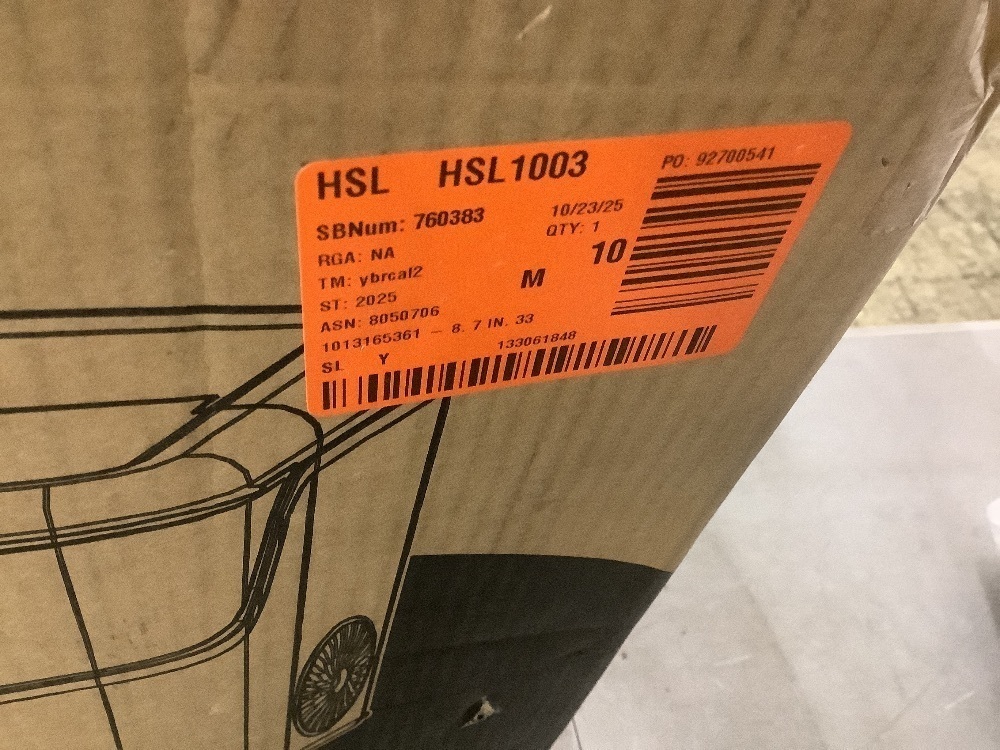 HSL HSL1003 PO: 92700541
SBNum: 760383 10/23/25
RGA: NA QTY: 1
TM: ybrcal2 M 10
ST: 2025
ASN: 8050706
1013165361 - 8. 7 IN. 33
SL Y 133061848